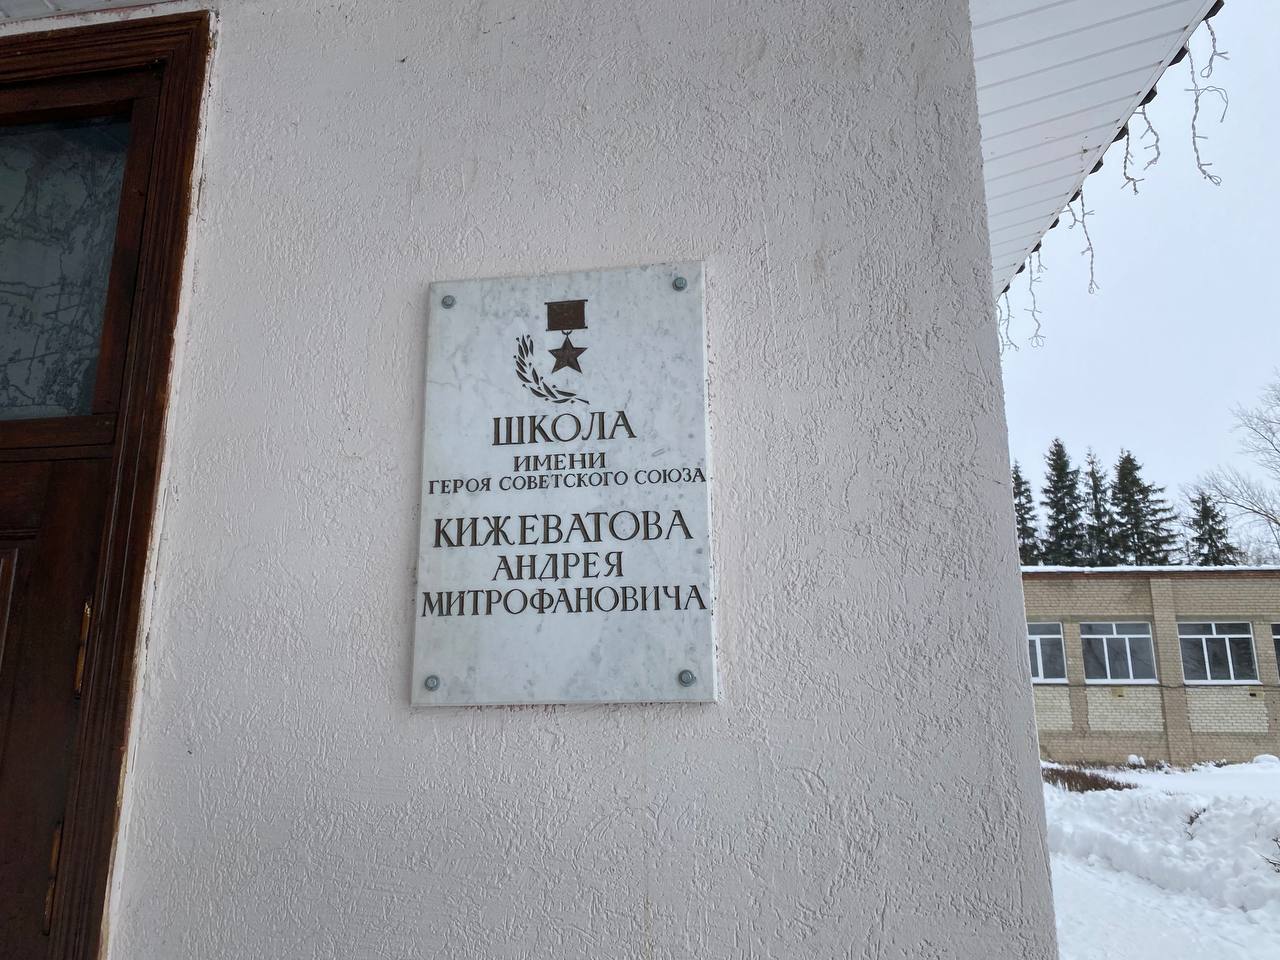 ШКОЛА
ИМЕНИ
ГЕРОЯ СОВЕТСКОГО СОЮЗА
КИЖЕВАТОВА
АНДРЕЯ
МИТРОФАНОВИЧА